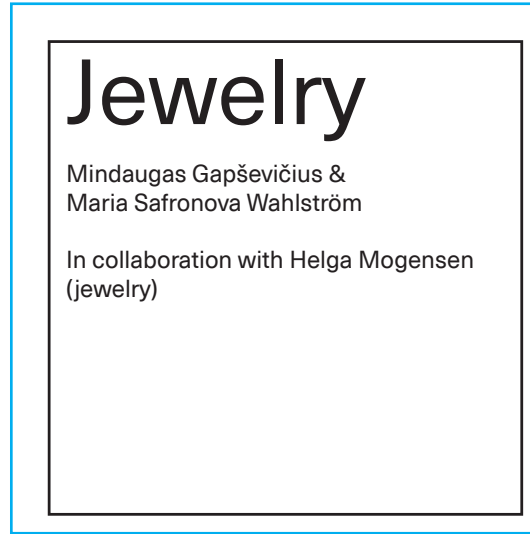 Jewelry
Mindaugas Gapševičius &
Maria Safronova Wahlström
In collaboration with Helga Mogensen
(jewelry)